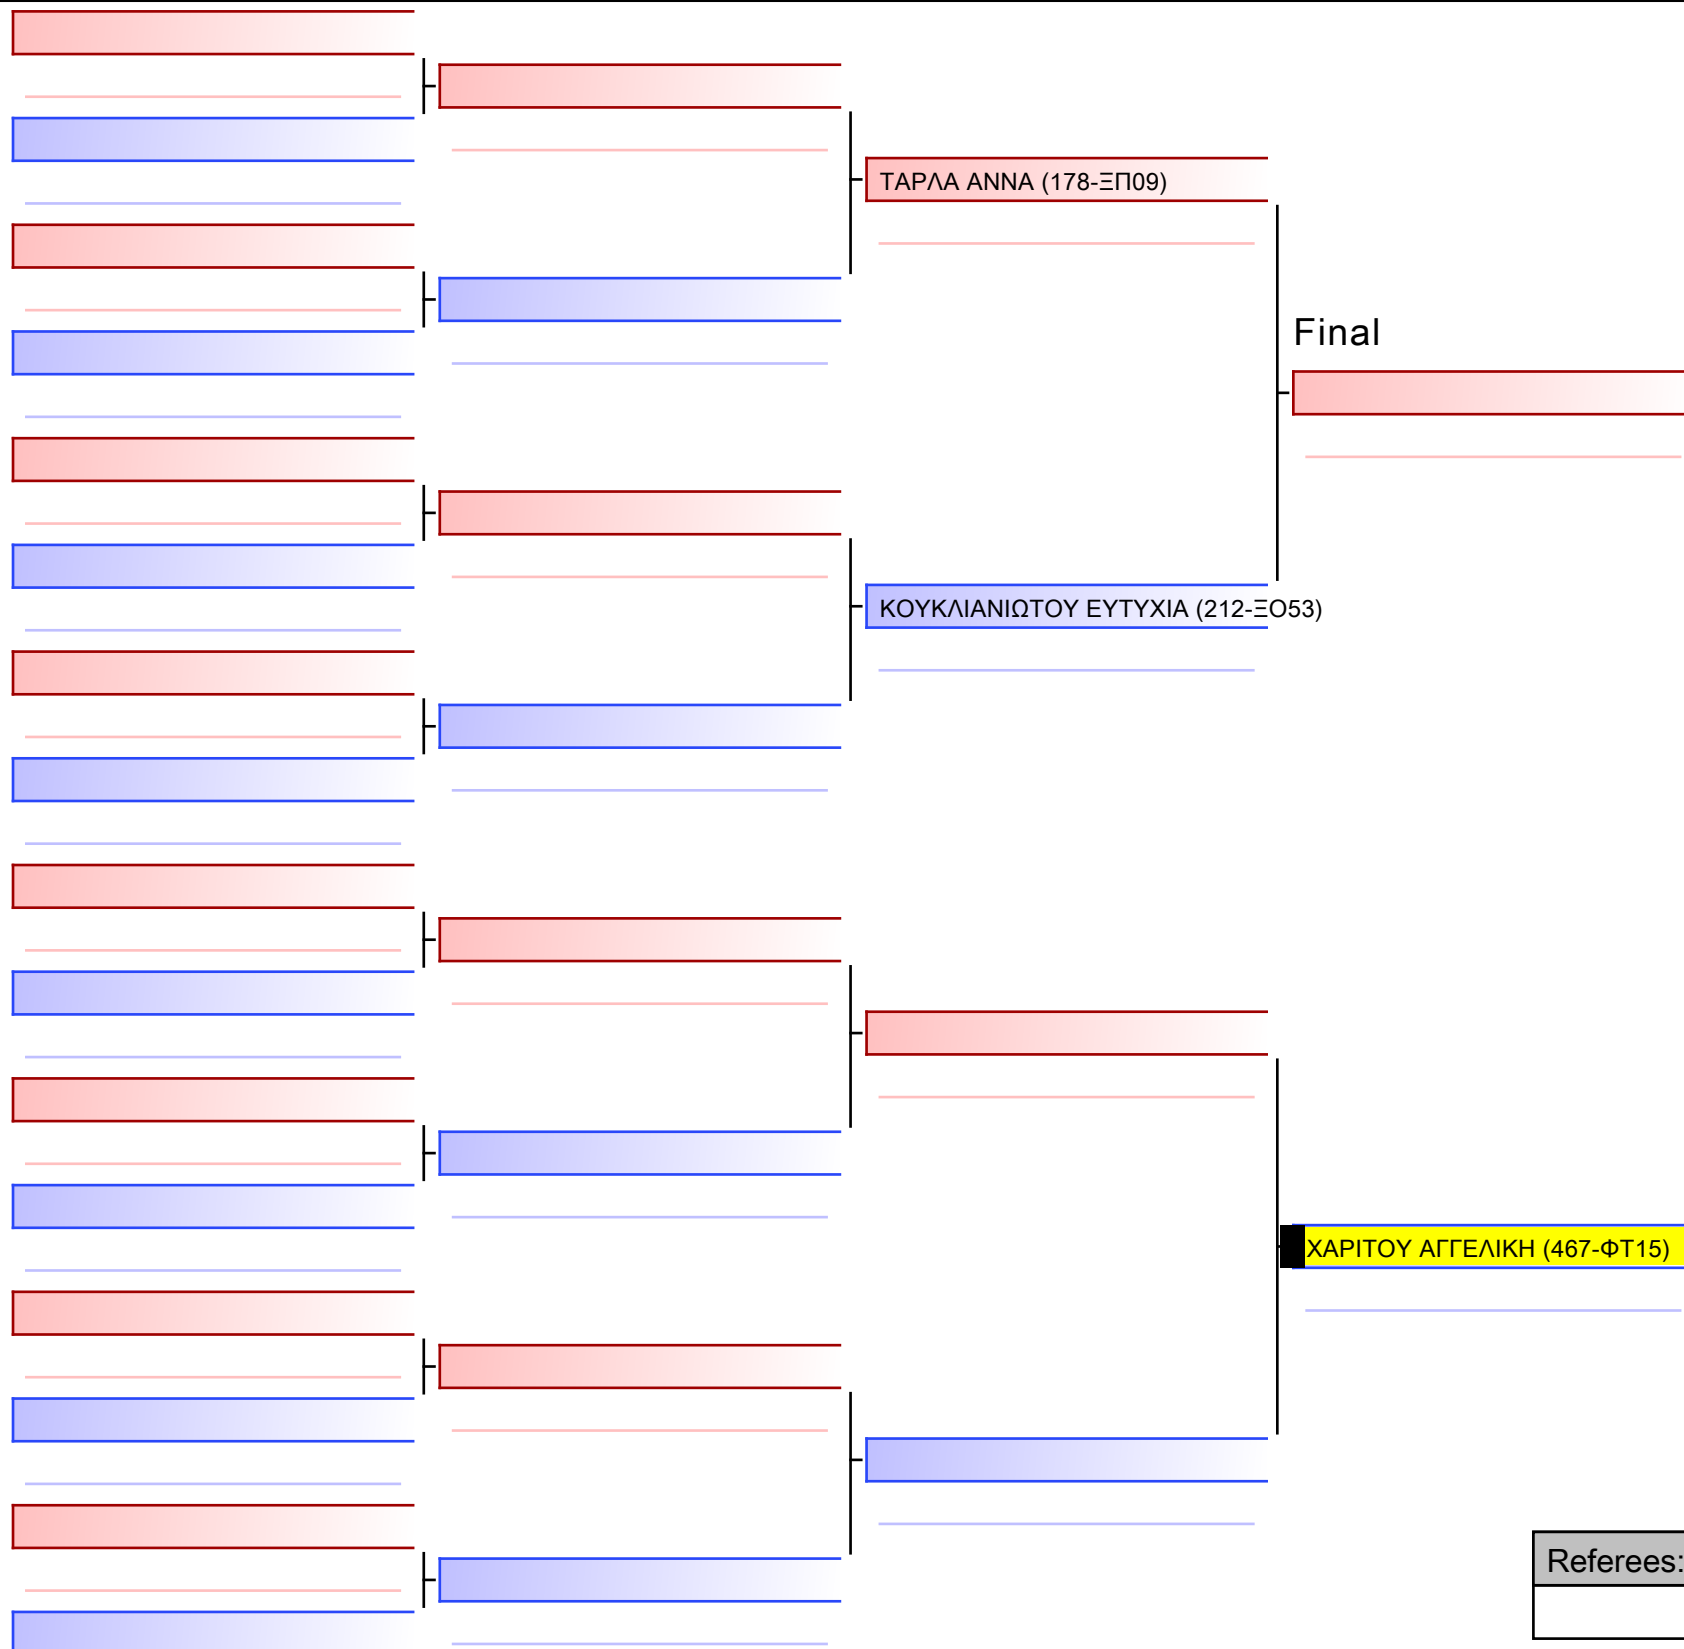 ΤΑΡΛΑ ΑΝΝΑ (178-ΞΠ09)
Final
ΚΟΥΚΛΙΑΝΙΩΤΟΥ ΕΥΤΥΧΙΑ (212-ΞΟ53)
ΧΑΡΙΤΟΥ ΑΓΓΕΛΙΚΗ (467-ΦΤ15)
Referees: